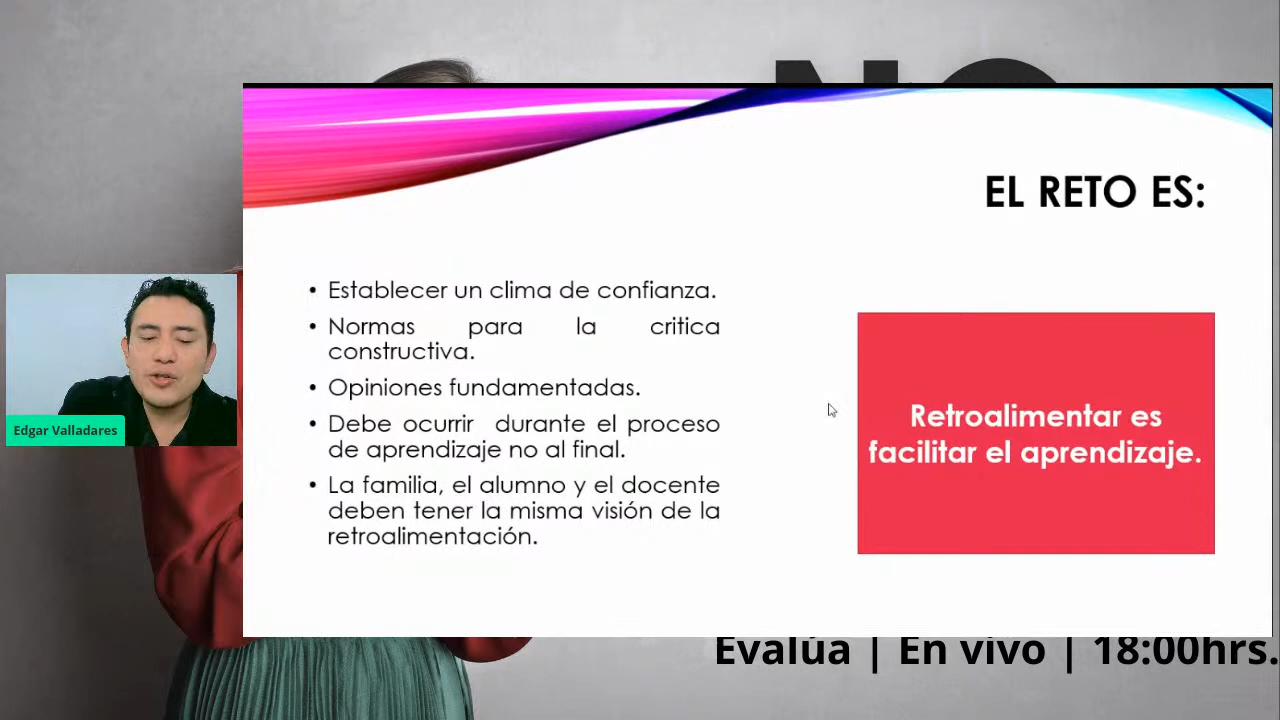 EL RETO ES:
• Establecer un clima de confianza.
• Normas para la critica
constructiva.
• Opiniones fundamentadas.
• Debe ocurrir durante el proceso
de aprendizaje no al final.
• La familia, el alumno y el docente
deben tener la misma visión de la
retroalimentación.
Retroalimentar es
facilitar el aprendizaje.
Edgar Valladares
Evalúa | En vivo | 18:00hrs.